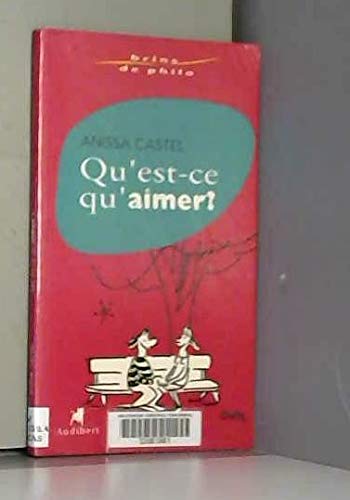 brins
de philo
ANISSA CASTEL
Qu'est-ce
qu'aimer?
Audibert